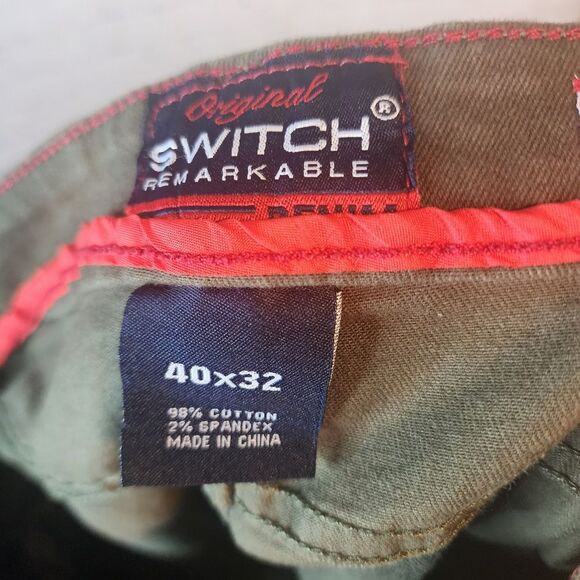 Original
SWITCH®
REMARKABLE
40x32
98% COTTON
2% SPANDEX
MADE IN CHINA